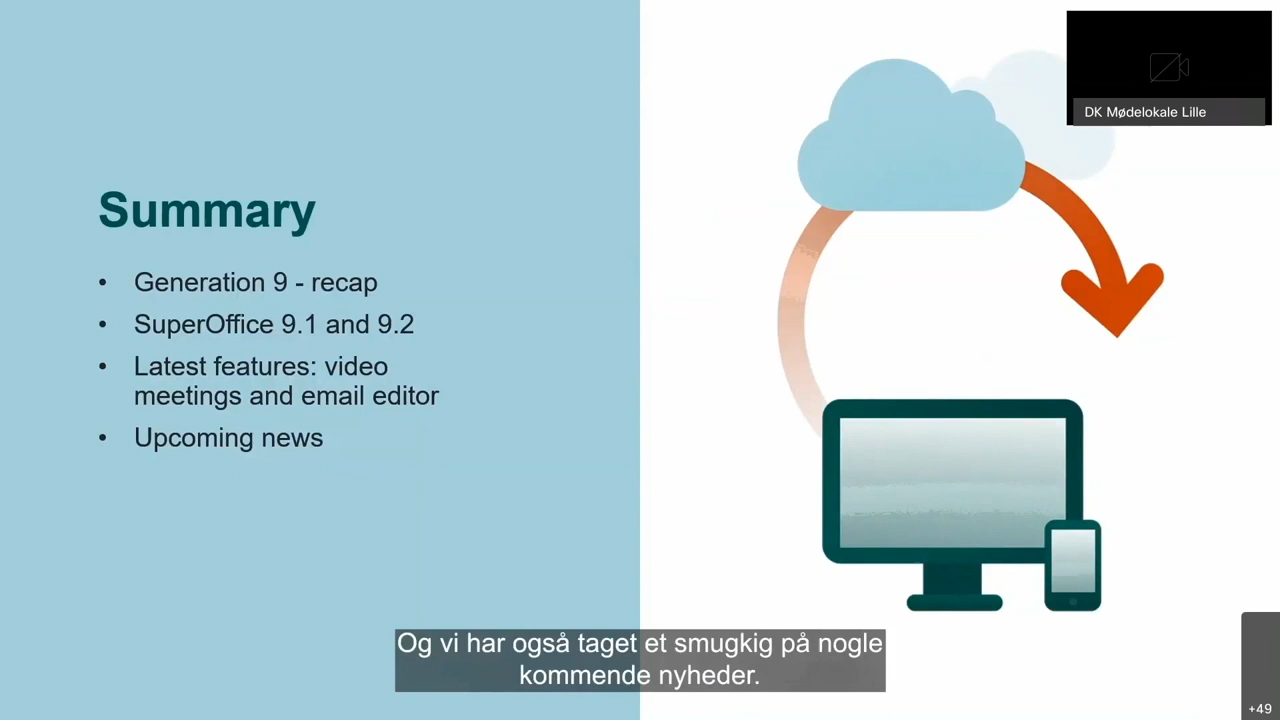 DK Mødelokale Lille
Summary
• Generation 9 - recap
• SuperOffice 9.1 and 9.2
• Latest features: video
meetings and email editor
• Upcoming news
Og vi har også taget et smugkig på nogle
kommende nyheder.
+49